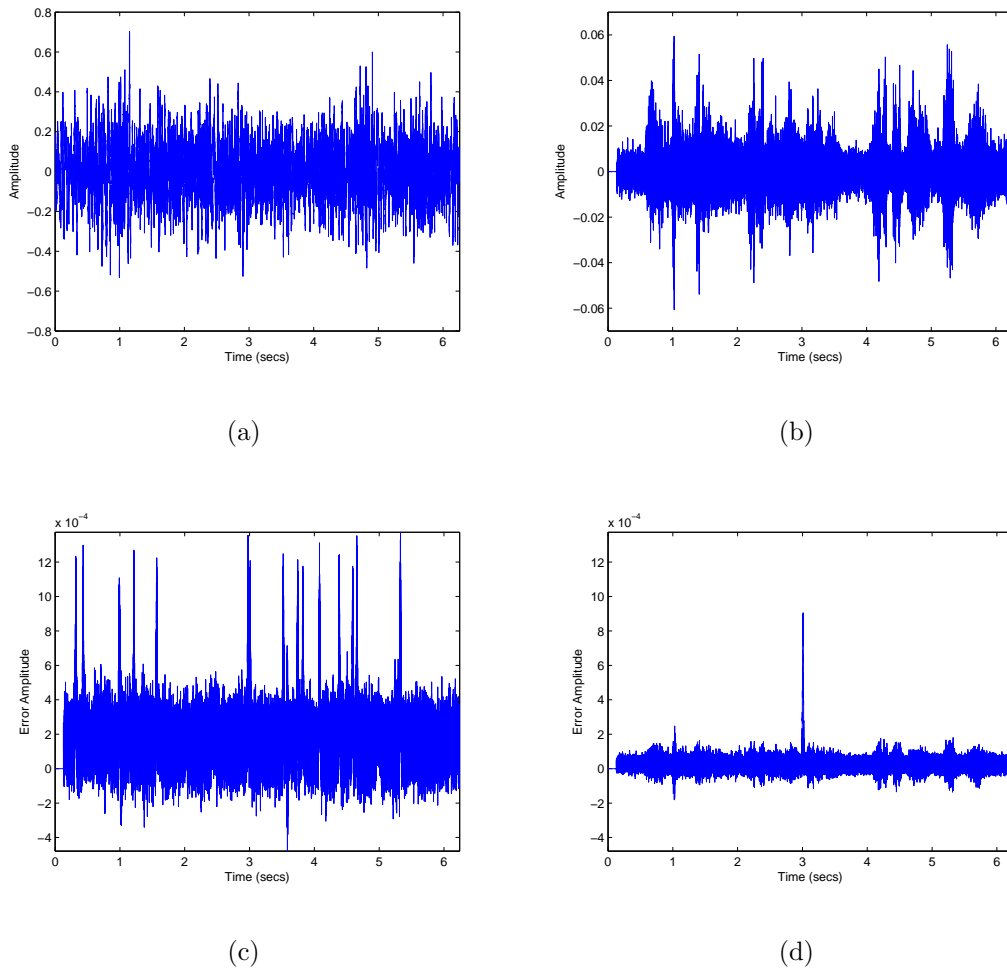 0.8
0.6
0.4
0.2
0
−0.2
−0.4
−0.6
−0.8
Amplitude
0 1 2 3 4 5 6
Time (secs)
(a)
0.06
0.04
0.02
0
−0.02
−0.04
−0.06
Amplitude
0 1 2 3 4 5 6
Time (secs)
(b)
x 10⁻⁴
12
10
8
6
4
2
0
−2
−4
Error Amplitude
0 1 2 3 4 5 6
Time (secs)
(c)
x 10⁻⁴
12
10
8
6
4
2
0
−2
−4
Error Amplitude
0 1 2 3 4 5 6
Time (secs)
(d)